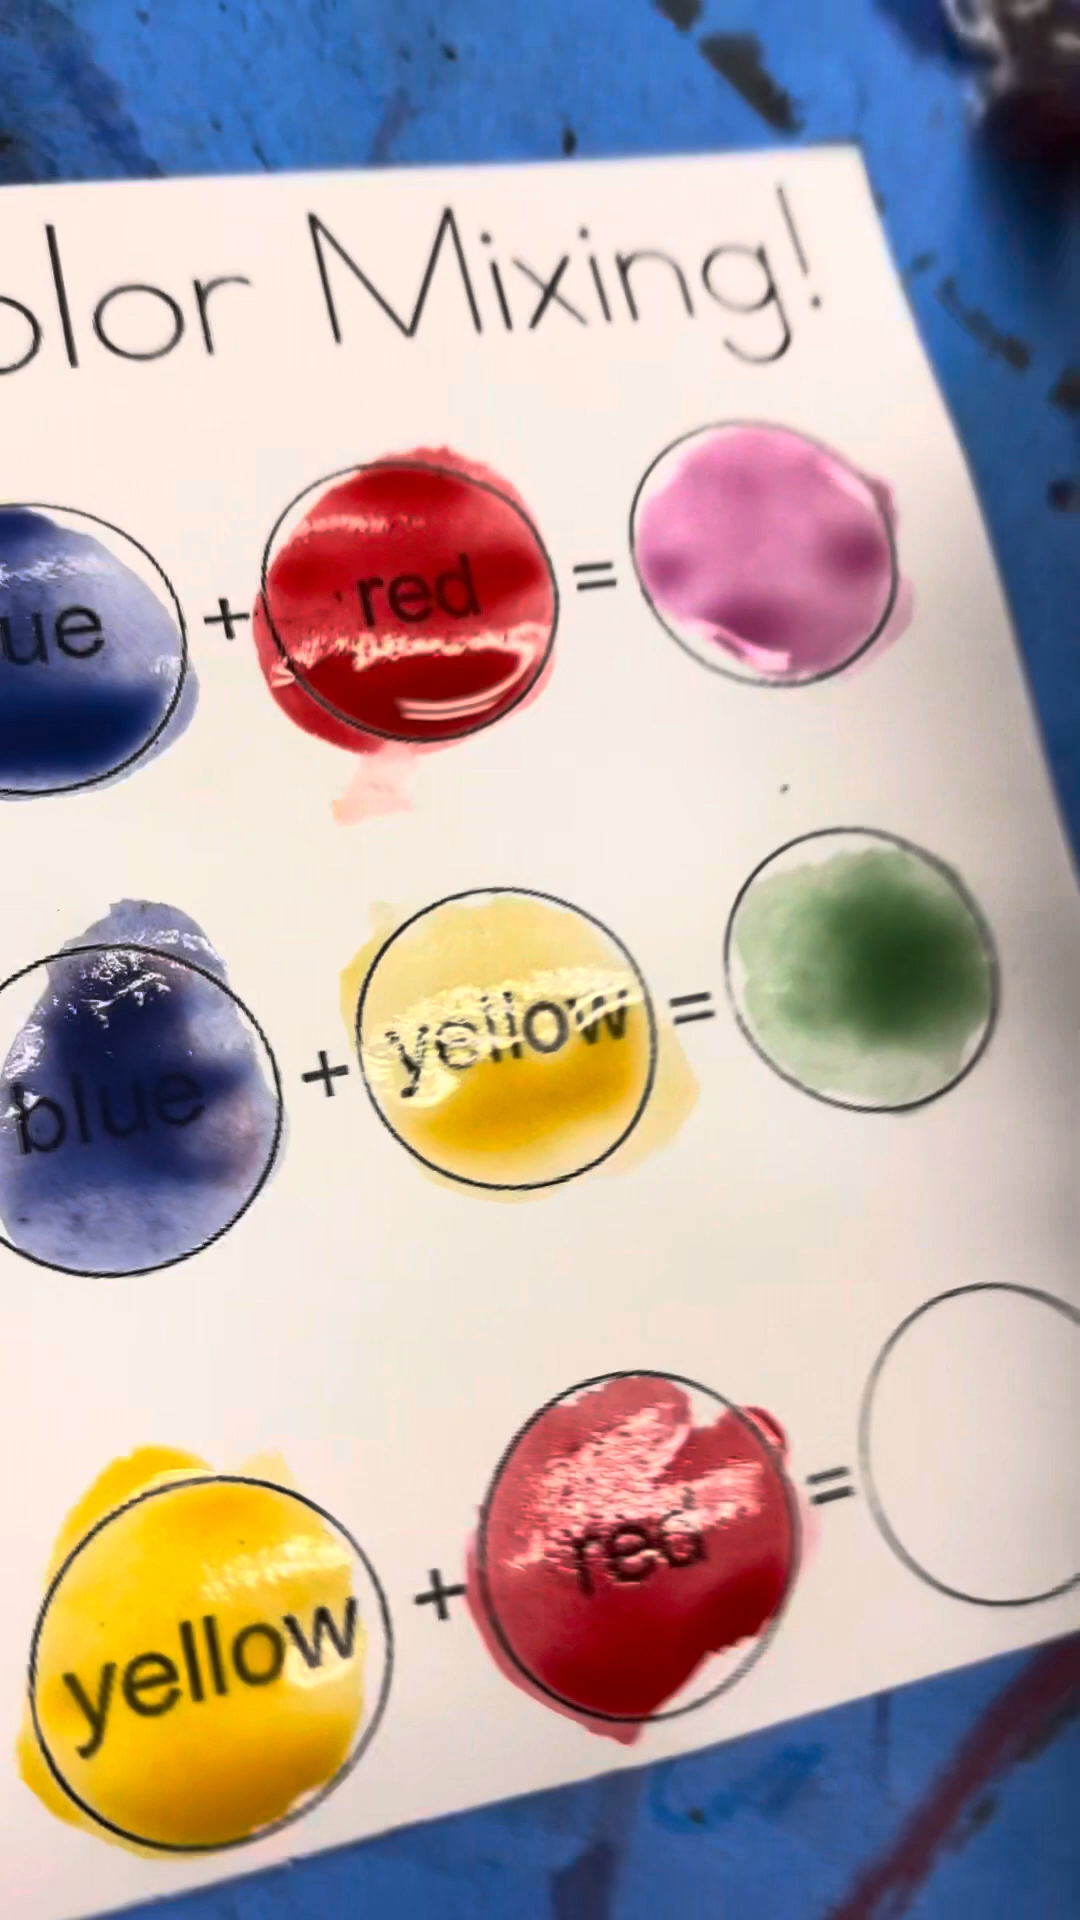 olor Mixing!
ue + red =
blue + yellow =
yellow + red =